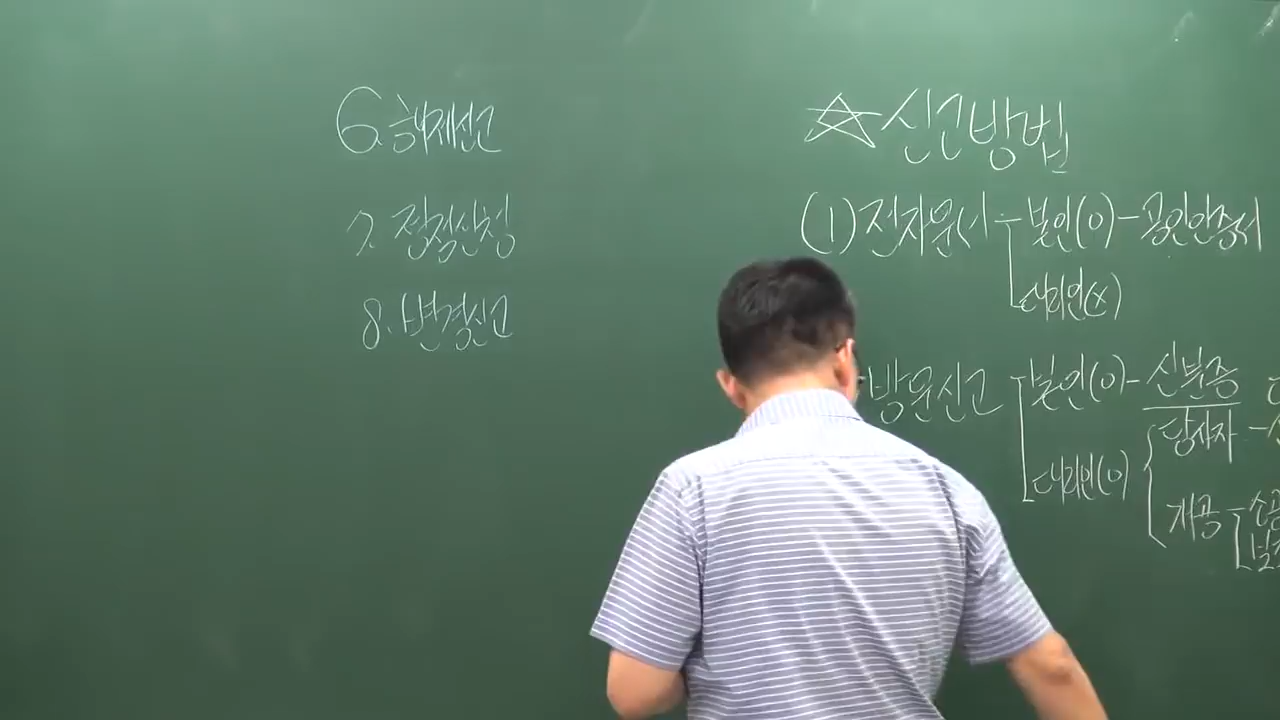 6. 해제신고
7. 정정신청
8. 변경신고
☆신고방법
(1) 전자문서 - 본인(O) - 공인인증서
대리인(X)
방문신고 본인(O) - 신분증
대리인(O) 당사자 -
개공 - 소공